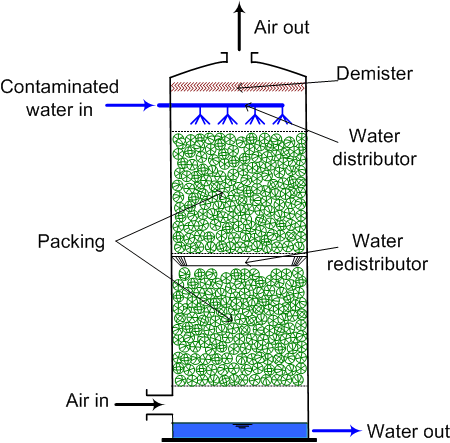 Air out
Demister
Contaminated
water in
Water
distributor
Packing
Water
redistributor
Air in
Water out